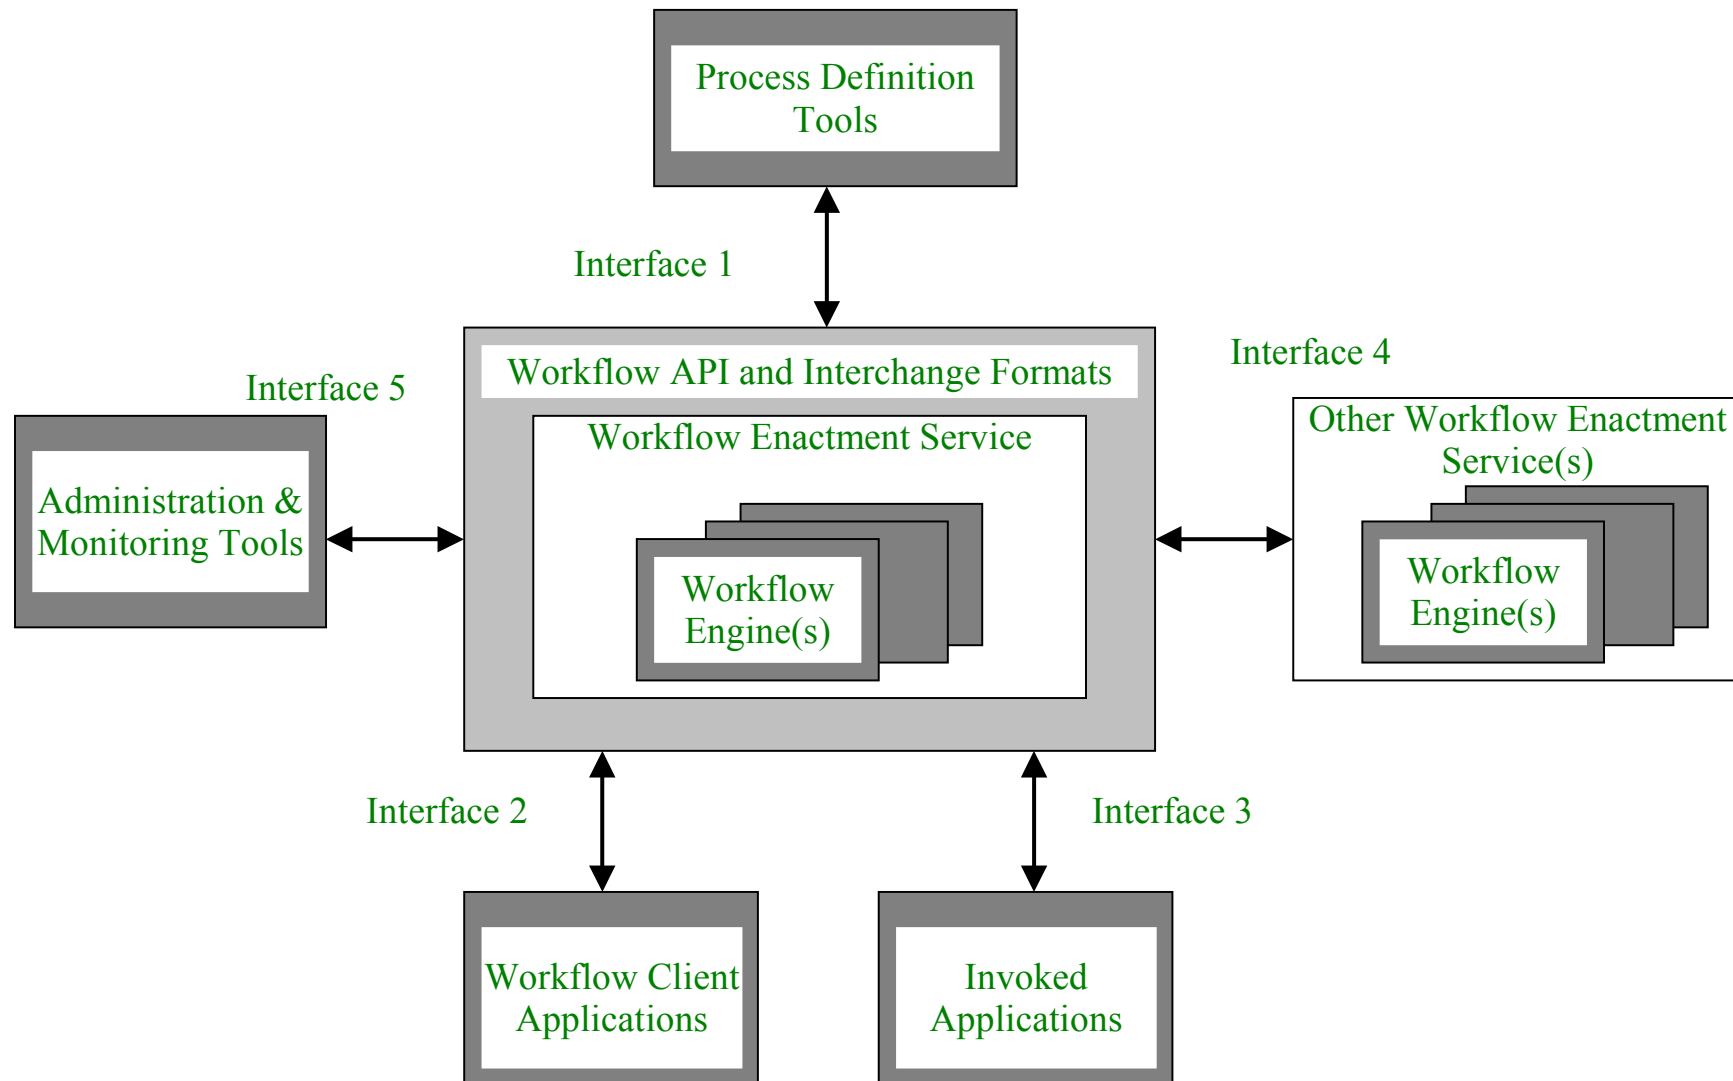 Process Definition
Tools
Interface 1
Workflow API and Interchange Formats
Interface 4
Interface 5
Workflow Enactment Service
Other Workflow Enactment
Service(s)
Administration &
Monitoring Tools
Workflow
Engine(s)
Workflow
Engine(s)
Interface 2
Interface 3
Workflow Client
Applications
Invoked
Applications